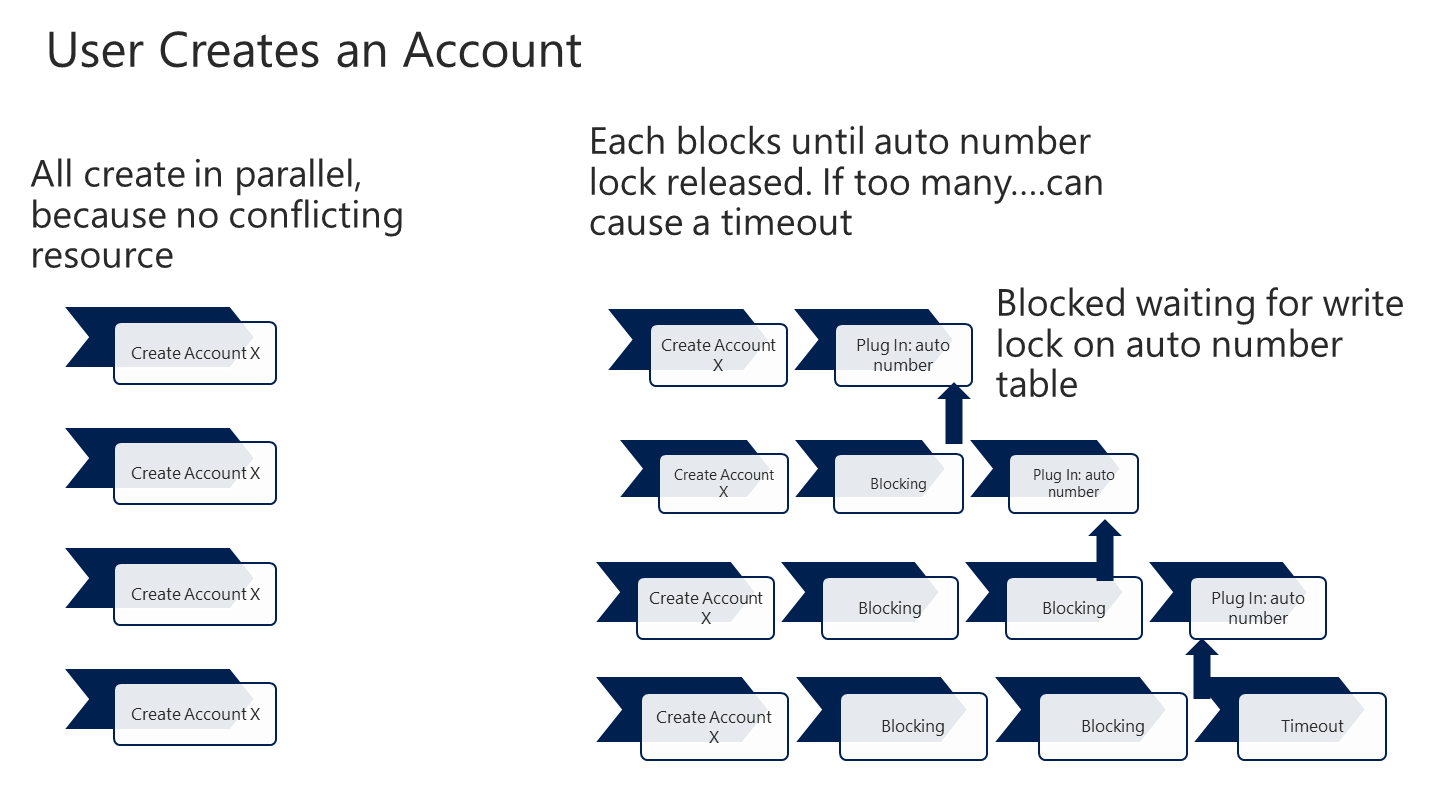 User Creates an Account
All create in parallel,
because no conflicting
resource
Create Account X
Create Account X
Create Account X
Create Account X
Each blocks until auto number
lock released. If too many....can
cause a timeout
Blocked waiting for write
lock on auto number
table
Create Account
X
Plug In: auto
number
Create Account
X
Blocking
Plug In: auto
number
Create Account
X
Blocking
Blocking
Plug In: auto
number
Create Account
X
Blocking
Blocking
Timeout